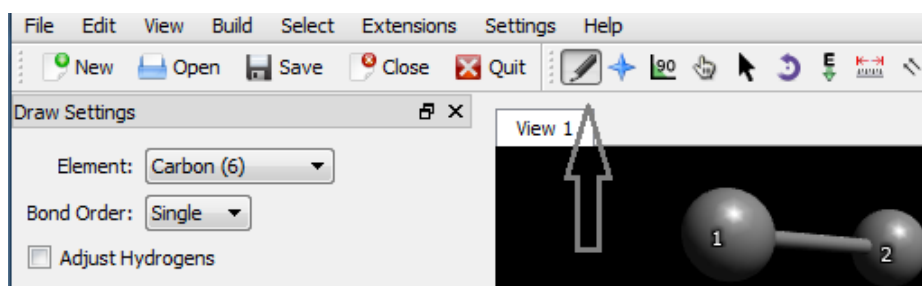 File Edit View Build Select Extensions Settings Help
New Open Save Close Quit 90 E
Draw Settings
View 1
Element: Carbon (6)
1
Bond Order: Single
2
Adjust Hydrogens